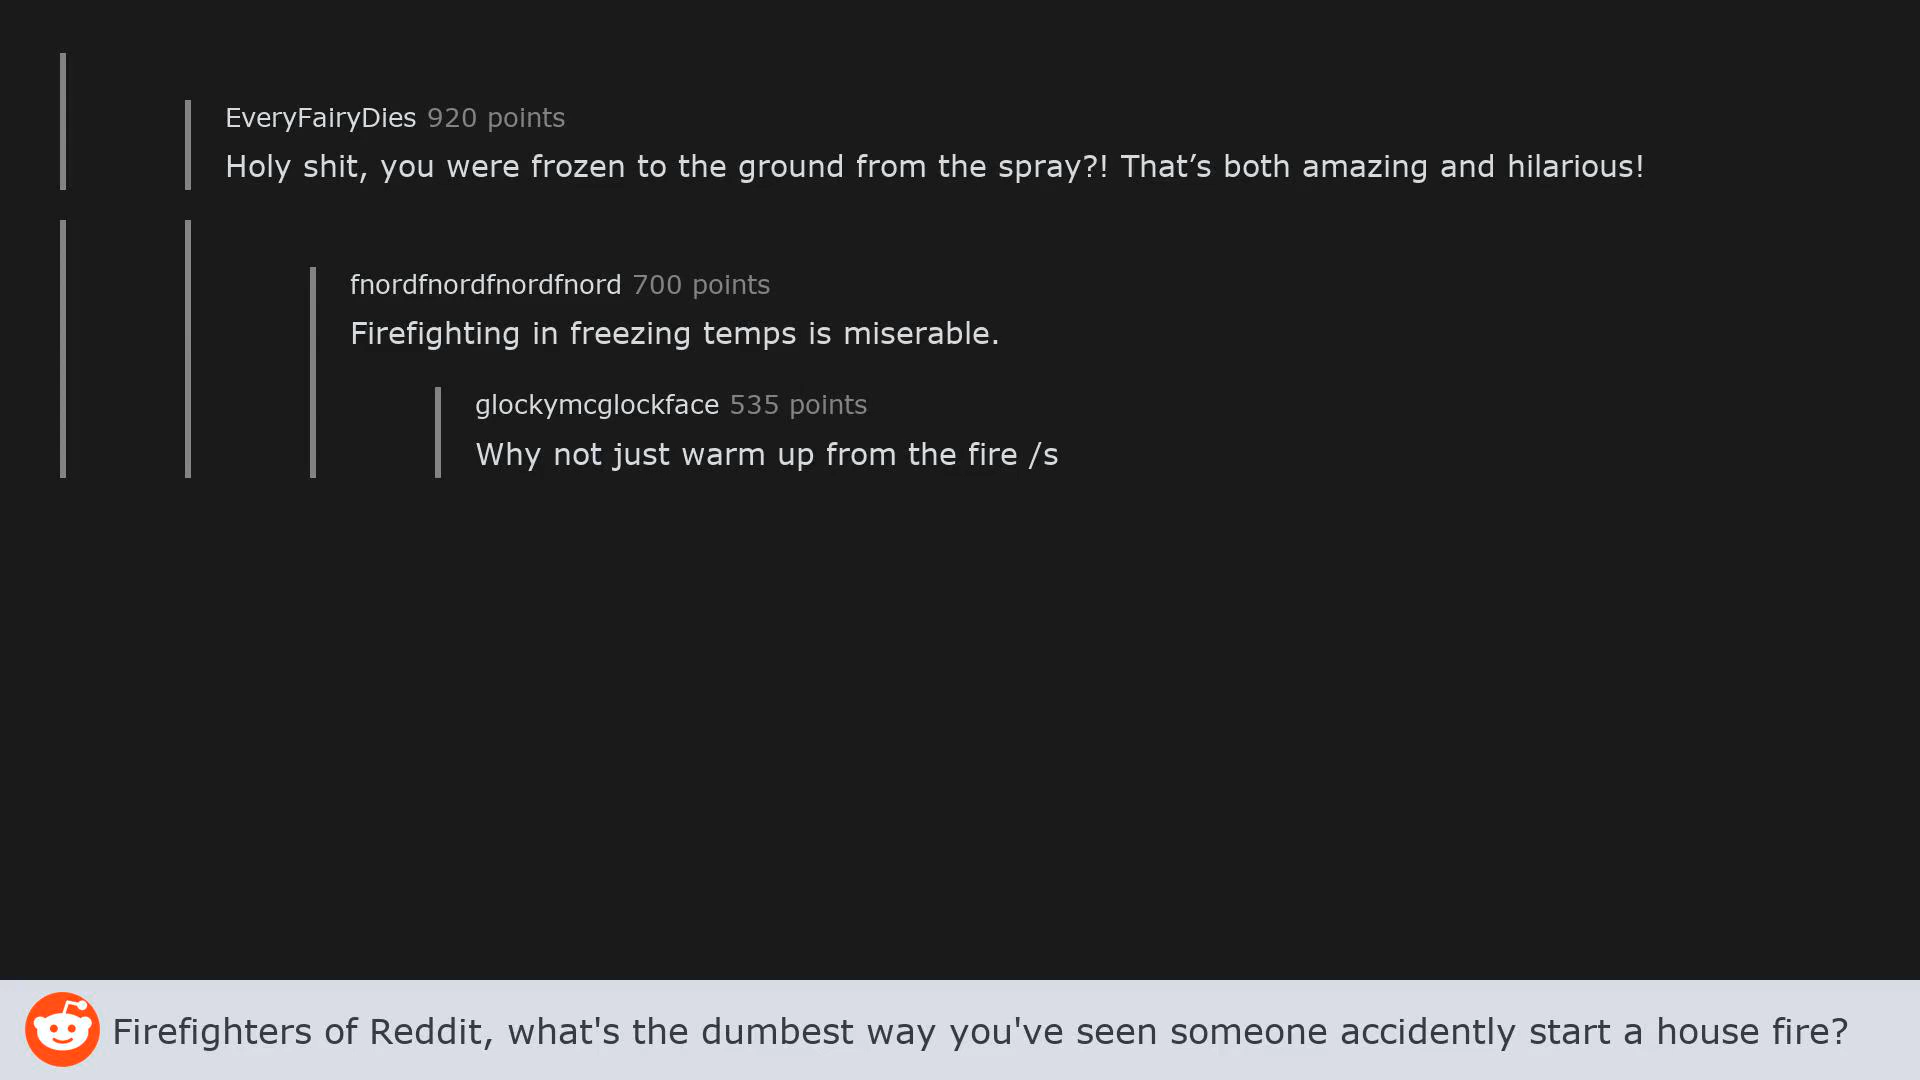 EveryFairyDies 920 points
Holy shit, you were frozen to the ground from the spray?! That’s both amazing and hilarious!
fnordfnordfnordfnord 700 points
Firefighting in freezing temps is miserable.
glockymcglockface 535 points
Why not just warm up from the fire /s
Firefighters of Reddit, what's the dumbest way you've seen someone accidently start a house fire?